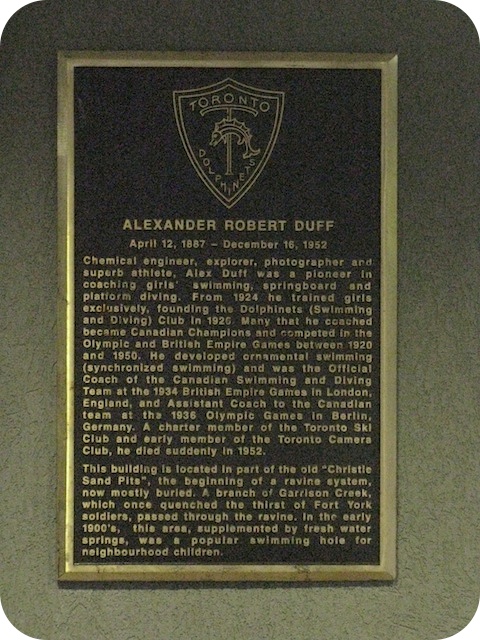 TORONTO
DOLPHINETS
ALEXANDER ROBERT DUFF
April 12, 1887 – December 16, 1952
Chemical engineer, explorer, photographer and
superb athlete, Alex Duff was a pioneer in
coaching girls' swimming, springboard and
platform diving. From 1924 he trained girls
exclusively, founding the Dolphinets (Swimming
and Diving) Club in 1926. Many that he coached
became Canadian Champions and competed in the
Olympic and British Empire Games between 1920
and 1950. He developed ornamental swimming
(synchronized swimming) and was the Official
Coach of the Canadian Swimming and Diving
Team at the 1934 British Empire Games in London,
England, and Assistant Coach to the Canadian
team at the 1936 Olympic Games in Berlin,
Germany. A charter member of the Toronto Ski
Club and early member of the Toronto Camera
Club, he died suddenly in 1952.
This building is located in part of the old "Christie
Sand Pits", the beginning of a ravine system,
now mostly buried. A branch of Garrison Creek,
which once quenched the thirst of Fort York
soldiers, passed through the ravine. In the early
1900's, this area, supplemented by fresh water
springs, was a popular swimming hole for
neighbourhood children.